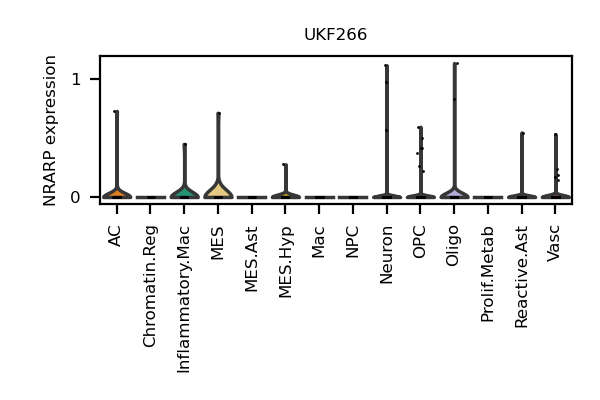 UKF266
NRARP expression
1
0
AC
Chromatin.Reg
Inflammatory.Mac
MES
MES.Ast
MES.Hyp
Mac
NPC
Neuron
OPC
Oligo
Prolif.Metab
Reactive.Ast
Vasc